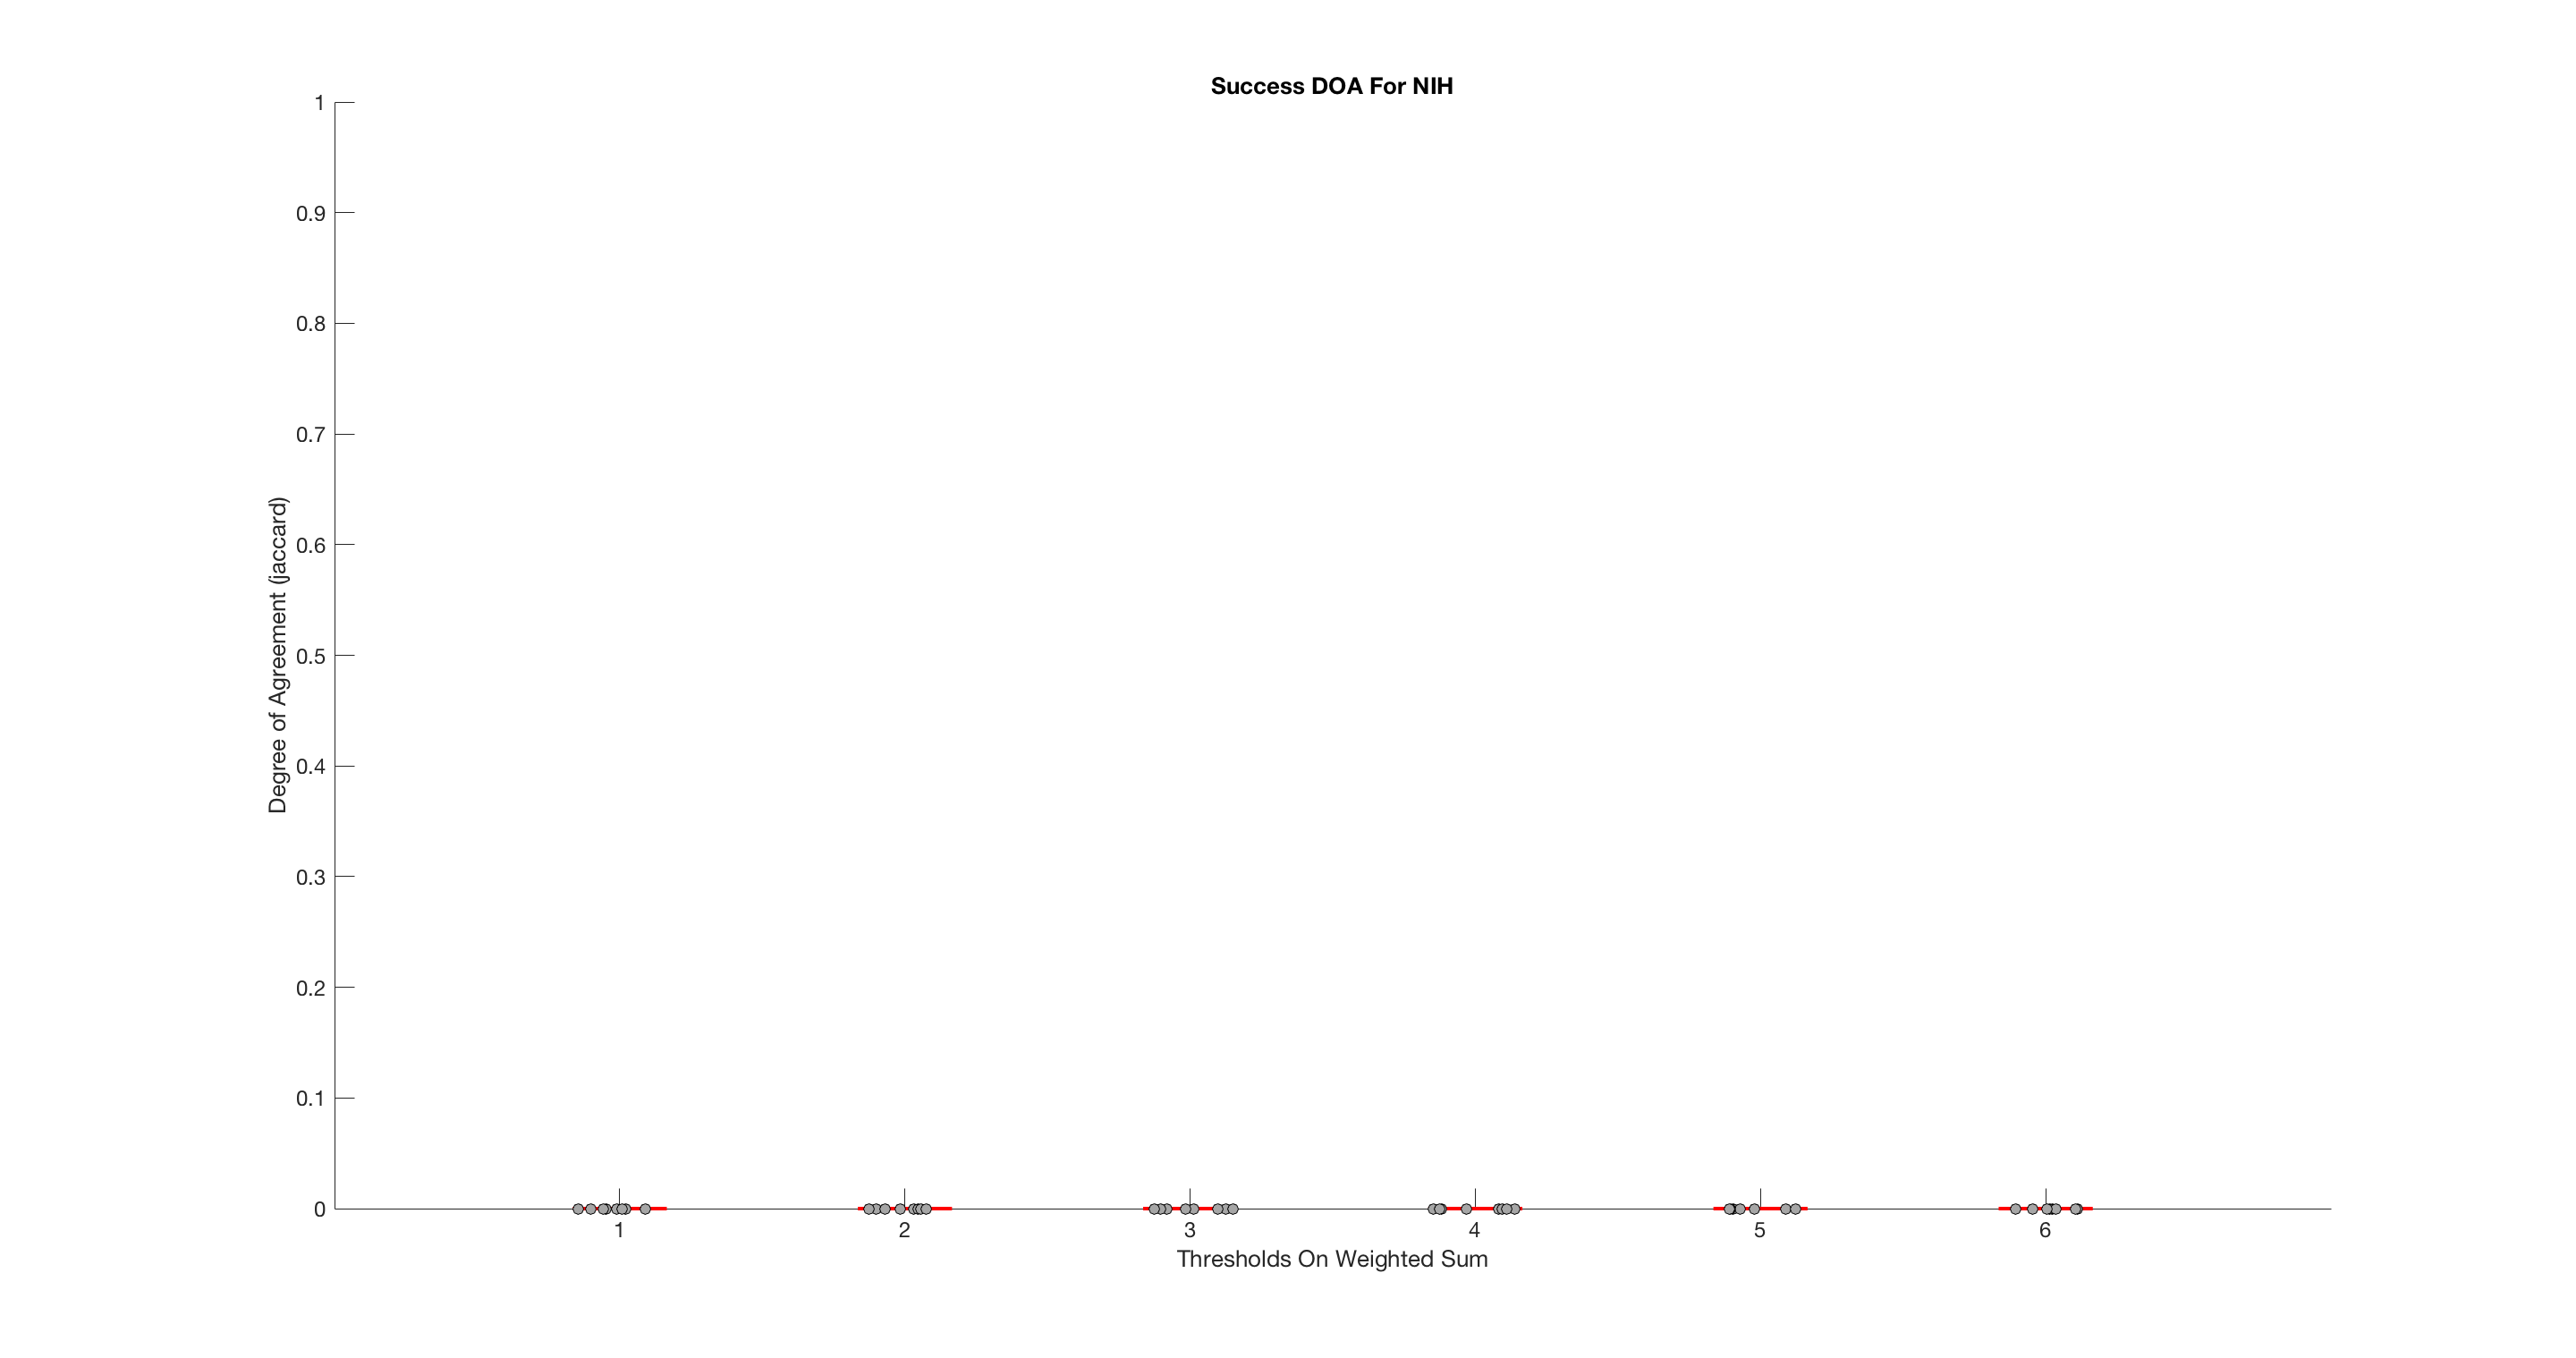 Success DOA For NIH
1
0.9
0.8
0.7
0.6
0.5
0.4
0.3
0.2
0.1
0
Degree of Agreement (jaccard)
1 2 3 4 5 6
Thresholds On Weighted Sum